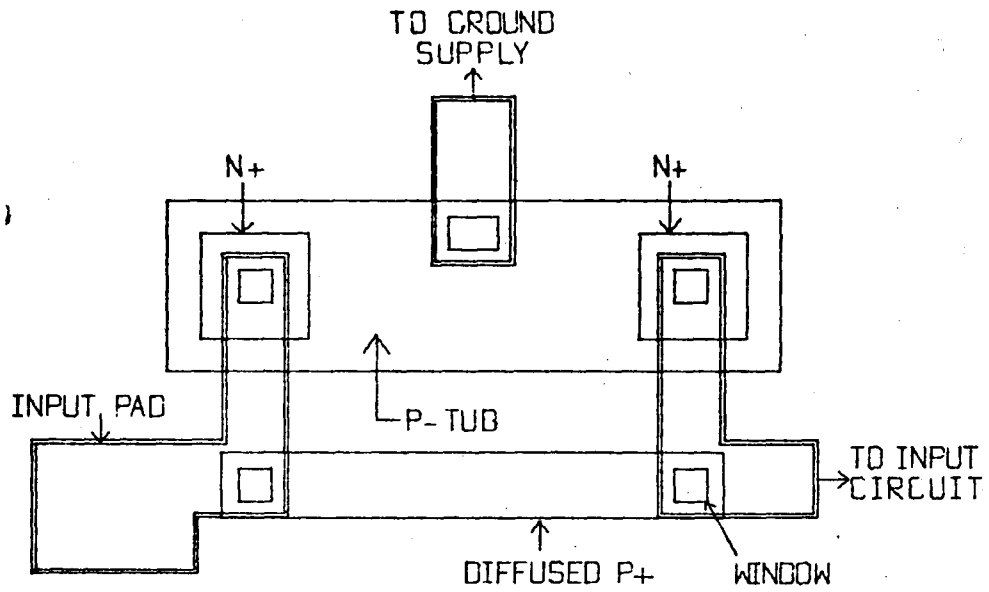 TO GROUND
SUPPLY
N+
N+
INPUT PAD
P- TUB
TO INPUT
CIRCUIT
DIFFUSED P+
WINDOW